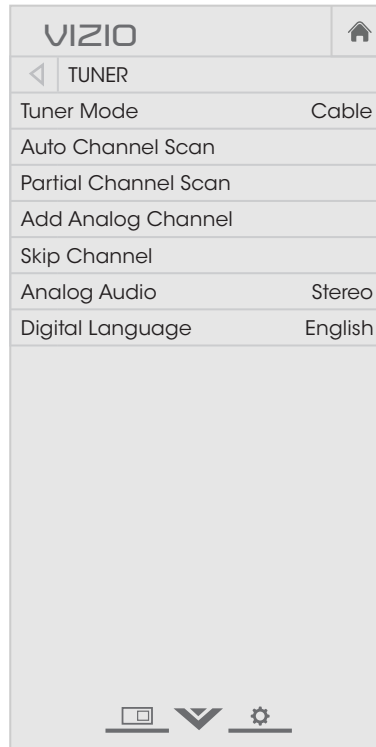 VIZIO
TUNER
Tuner Mode Cable
Auto Channel Scan
Partial Channel Scan
Add Analog Channel
Skip Channel
Analog Audio Stereo
Digital Language English